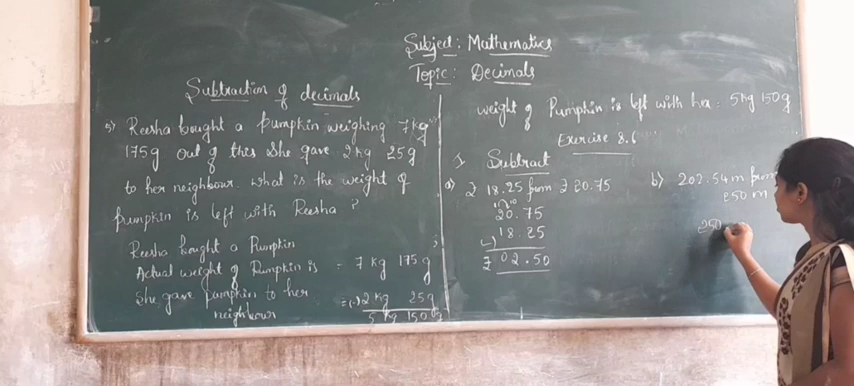 Subject: Mathematics
Topic: Decimals
Subtraction of decimals
5) Reesha bought a pumpkin weighing 7kg
175g out of this She gave 2kg 25g
to her neighbour. What is the weight of
pumpkin is left with Reesha ?
Reesha bought a Pumpkin
Actual weight of Pumpkin is = 7 kg 175 g
She gave pumpkin to her = (-) 2 kg 25g
neighbour 5 kg 150 g
weight of Pumpkin is left with her : 5kg 150g
Exercise 8.6
1. Subtract
a) ₹ 18.25 from ₹ 20.75
20.75
(-) 18.25
₹ 02.50
b) 202.54 m from
250 m
250